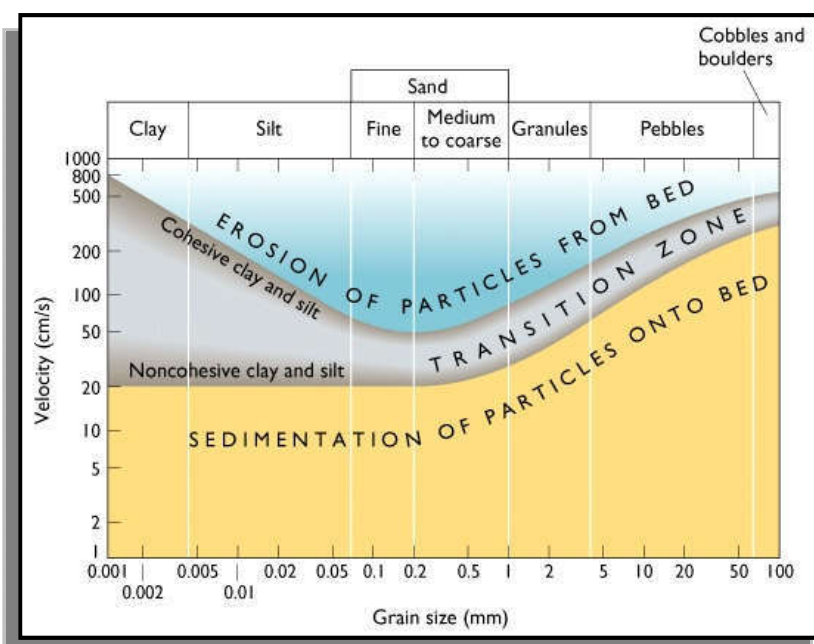 Cobbles and
boulders
Sand
Clay
Silt
Fine
Medium
to coarse
Granules
Pebbles
1000
800
500
200
100
50
20
10
5
2
1
Velocity (cm/s)
EROSION OF PARTICLES FROM BED
Cohesive clay and silt
TRANSITION ZONE
Noncohesive clay and silt
SEDIMENTATION OF PARTICLES ONTO BED
0.001 0.005 0.02 0.05 0.1 0.2 0.5 1 2 5 10 20 50 100
0.002 0.01
Grain size (mm)